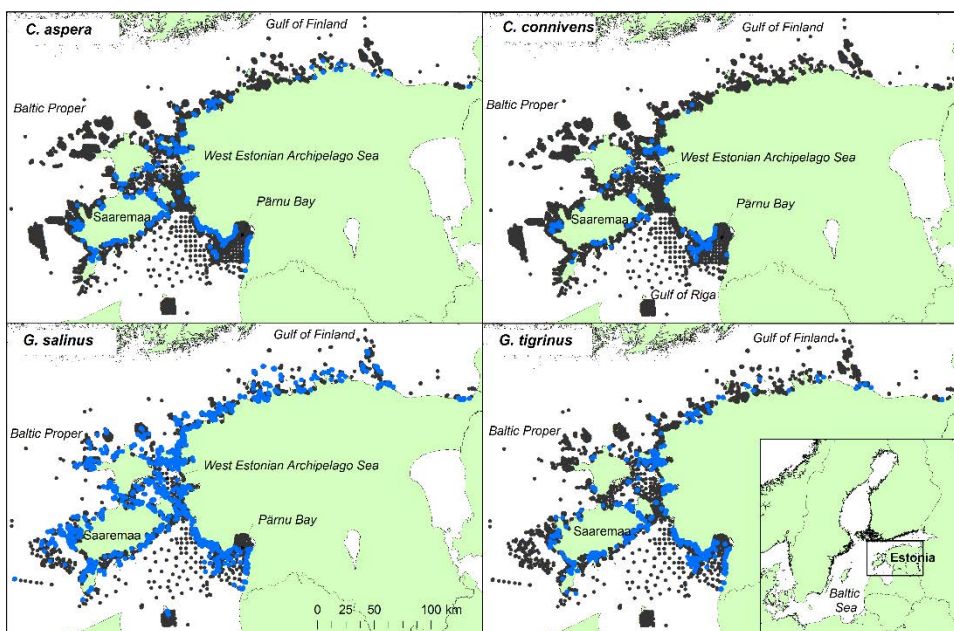 C. aspera
Gulf of Finland
Baltic Proper
West Estonian Archipelago Sea
Pärnu Bay
Saaremaa
C. connivens
Gulf of Finland
Baltic Proper
West Estonian Archipelago Sea
Pärnu Bay
Saaremaa
Gulf of Riga
G. salinus
Gulf of Finland
Baltic Proper
West Estonian Archipelago Sea
Pärnu Bay
Saaremaa
0 25 50 100 km
G. tigrinus
Gulf of Finland
Baltic Proper
West Estonian Archipelago Sea
Pärnu Bay
Saaremaa
Estonia
Baltic
Sea